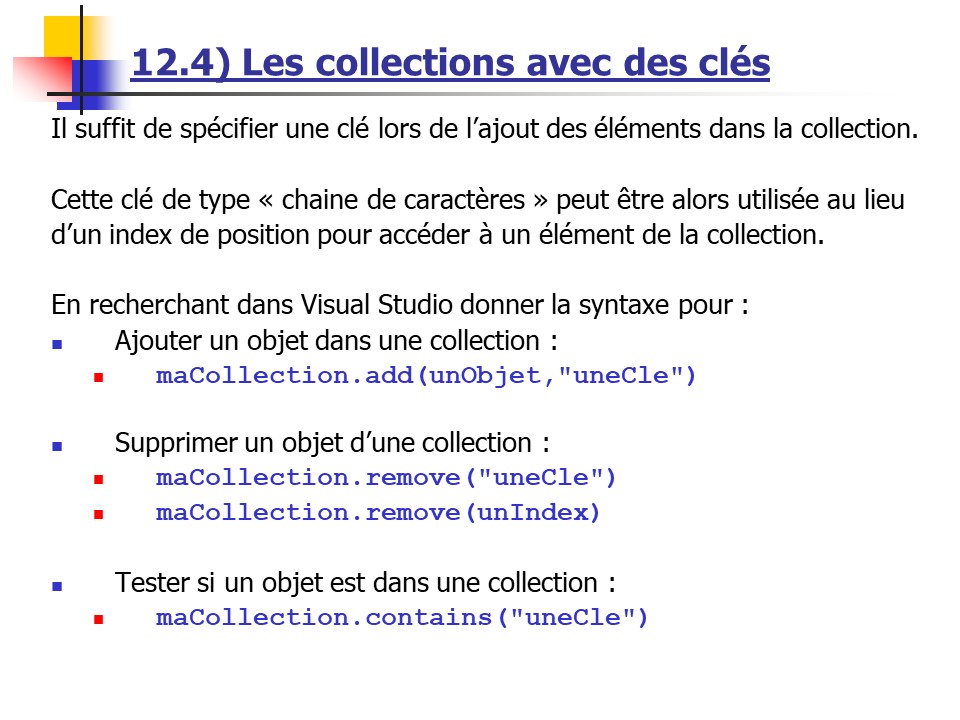 12.4) Les collections avec des clés
Il suffit de spécifier une clé lors de l’ajout des éléments dans la collection.
Cette clé de type « chaine de caractères » peut être alors utilisée au lieu
d’un index de position pour accéder à un élément de la collection.
En recherchant dans Visual Studio donner la syntaxe pour :
Ajouter un objet dans une collection :
maCollection.add(unObjet,"uneCle")
Supprimer un objet d’une collection :
maCollection.remove("uneCle")
maCollection.remove(unIndex)
Tester si un objet est dans une collection :
maCollection.contains("uneCle")